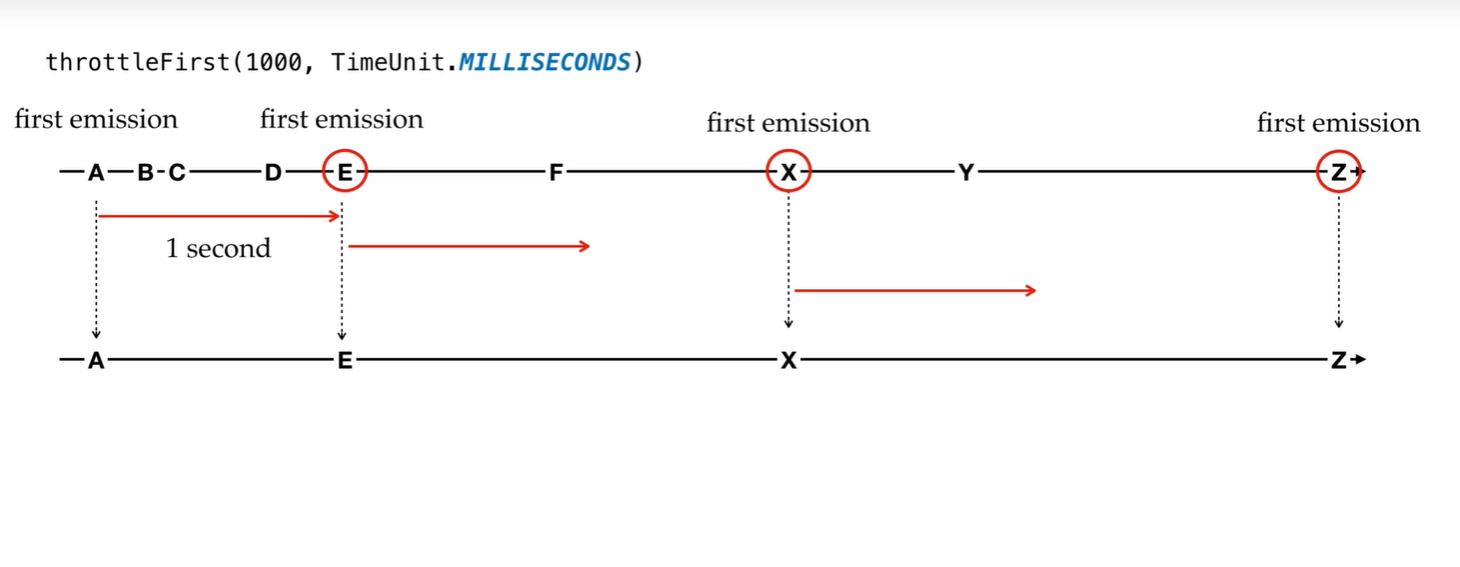 throttleFirst(1000, TimeUnit.MILLISECONDS)
first emission first emission first emission first emission
A B C D E F X Y Z
1 second
A E X Z